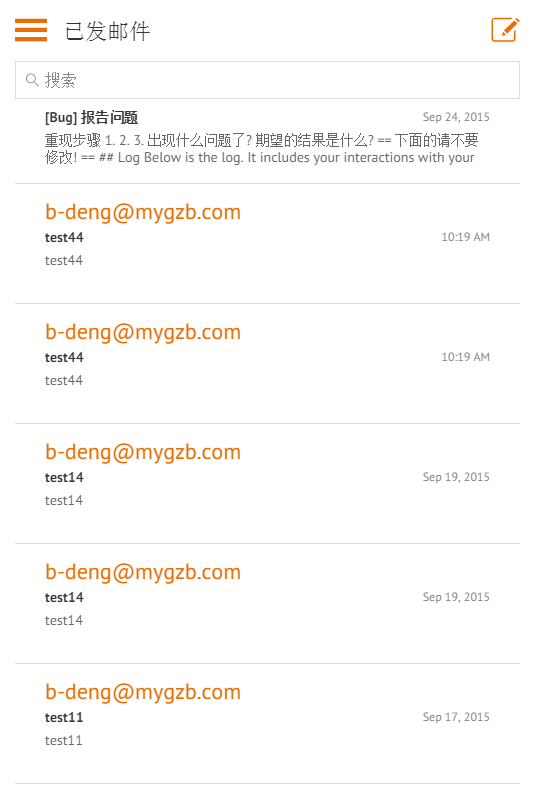 已发邮件
搜索
[Bug] 报告问题 Sep 24, 2015
重现步骤 1. 2. 3. 出现什么问题了? 期望的结果是什么? == 下面的请不要
修改! == ## Log Below is the log. It includes your interactions with your
b-deng@mygzb.com
test44 10:19 AM
test44
b-deng@mygzb.com
test44 10:19 AM
test44
b-deng@mygzb.com
test14 Sep 19, 2015
test14
b-deng@mygzb.com
test14 Sep 19, 2015
test14
b-deng@mygzb.com
test11 Sep 17, 2015
test11